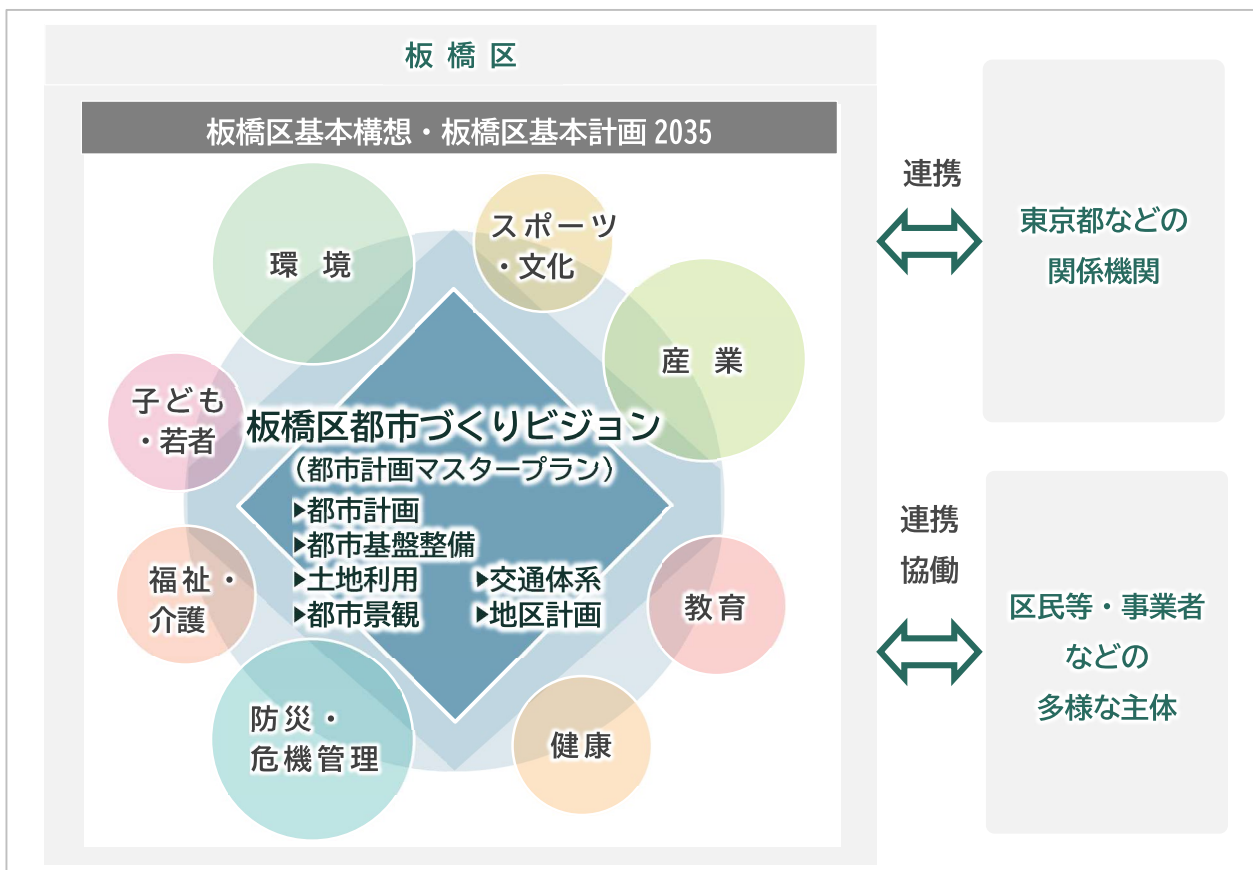 板橋区
板橋区基本構想・板橋区基本計画 2035
環境
スポーツ
・文化
産業
子ども
・若者
板橋区都市づくりビジョン
（都市計画マスタープラン）
▶都市計画
▶都市基盤整備
▶土地利用 ▶交通体系
▶都市景観 ▶地区計画
福祉・
介護
教育
防災・
危機管理
健康
連携
東京都などの
関係機関
連携
協働
区民等・事業者
などの
多様な主体